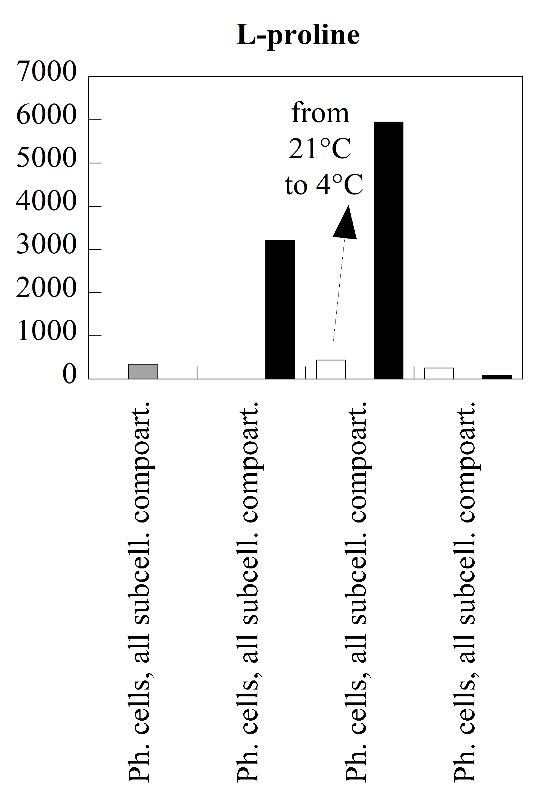 L-proline
7000
6000
5000
4000
3000
2000
1000
0
from
21°C
to 4°C
Ph. cells, all subcell. compoart.
Ph. cells, all subcell. compoart.
Ph. cells, all subcell. compoart.
Ph. cells, all subcell. compoart.